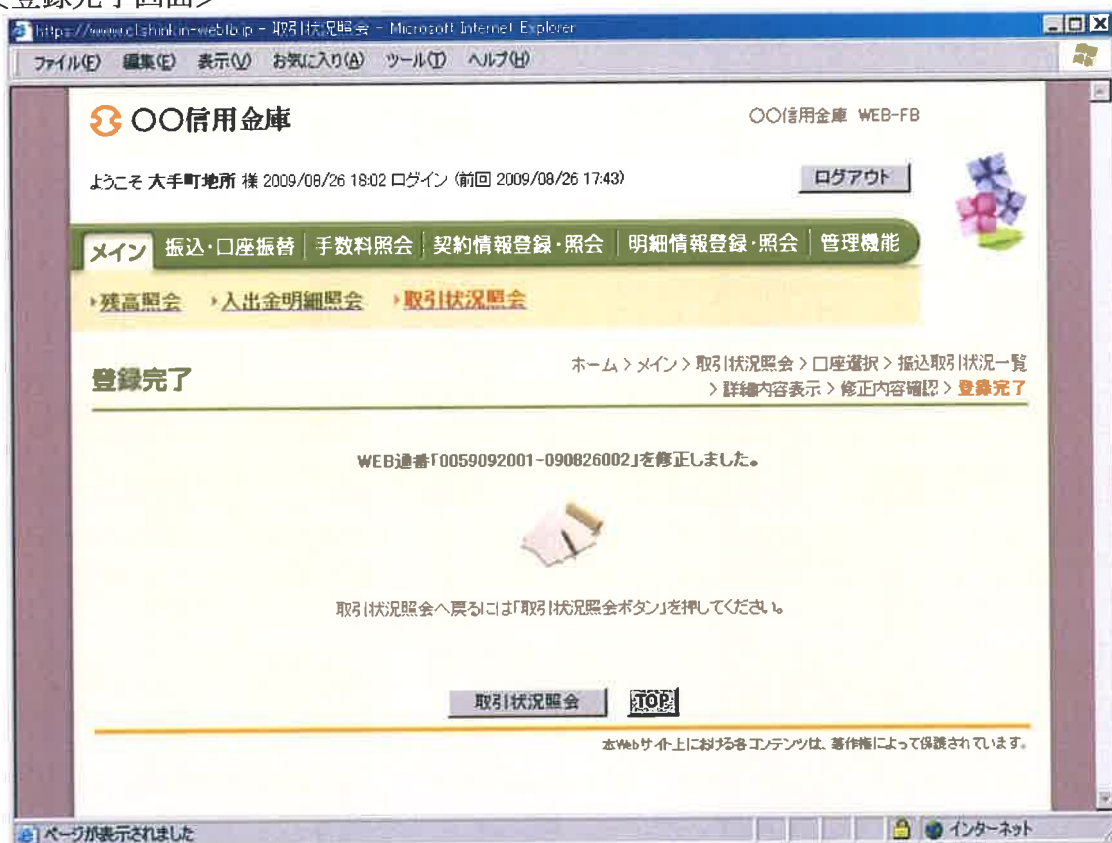 ＜登録完了画面＞
取引状況照会 - Microsoft Internet Explorer
ファイル(F) 編集(E) 表示(V) お気に入り(A) ツール(T) ヘルプ(H)
○○信用金庫
○○信用金庫 WEB-FB
ようこそ 大手町地所 様 2009/08/26 18:02 ログイン (前回 2009/08/26 17:43)
ログアウト
メイン 振込・口座振替 手数料照会 契約情報登録・照会 明細情報登録・照会 管理機能
残高照会 入出金明細照会 取引状況照会
登録完了
ホーム > メイン > 取引状況照会 > 口座選択 > 振込取引状況一覧
> 詳細内容表示 > 修正内容確認 > 登録完了
WEB通番「0059092001-090826002」を修正しました。
取引状況照会へ戻るには「取引状況照会ボタン」を押してください。
取引状況照会 TOP
本Webサイト上における各コンテンツは、著作権によって保護されています。
ページが表示されました
インターネット